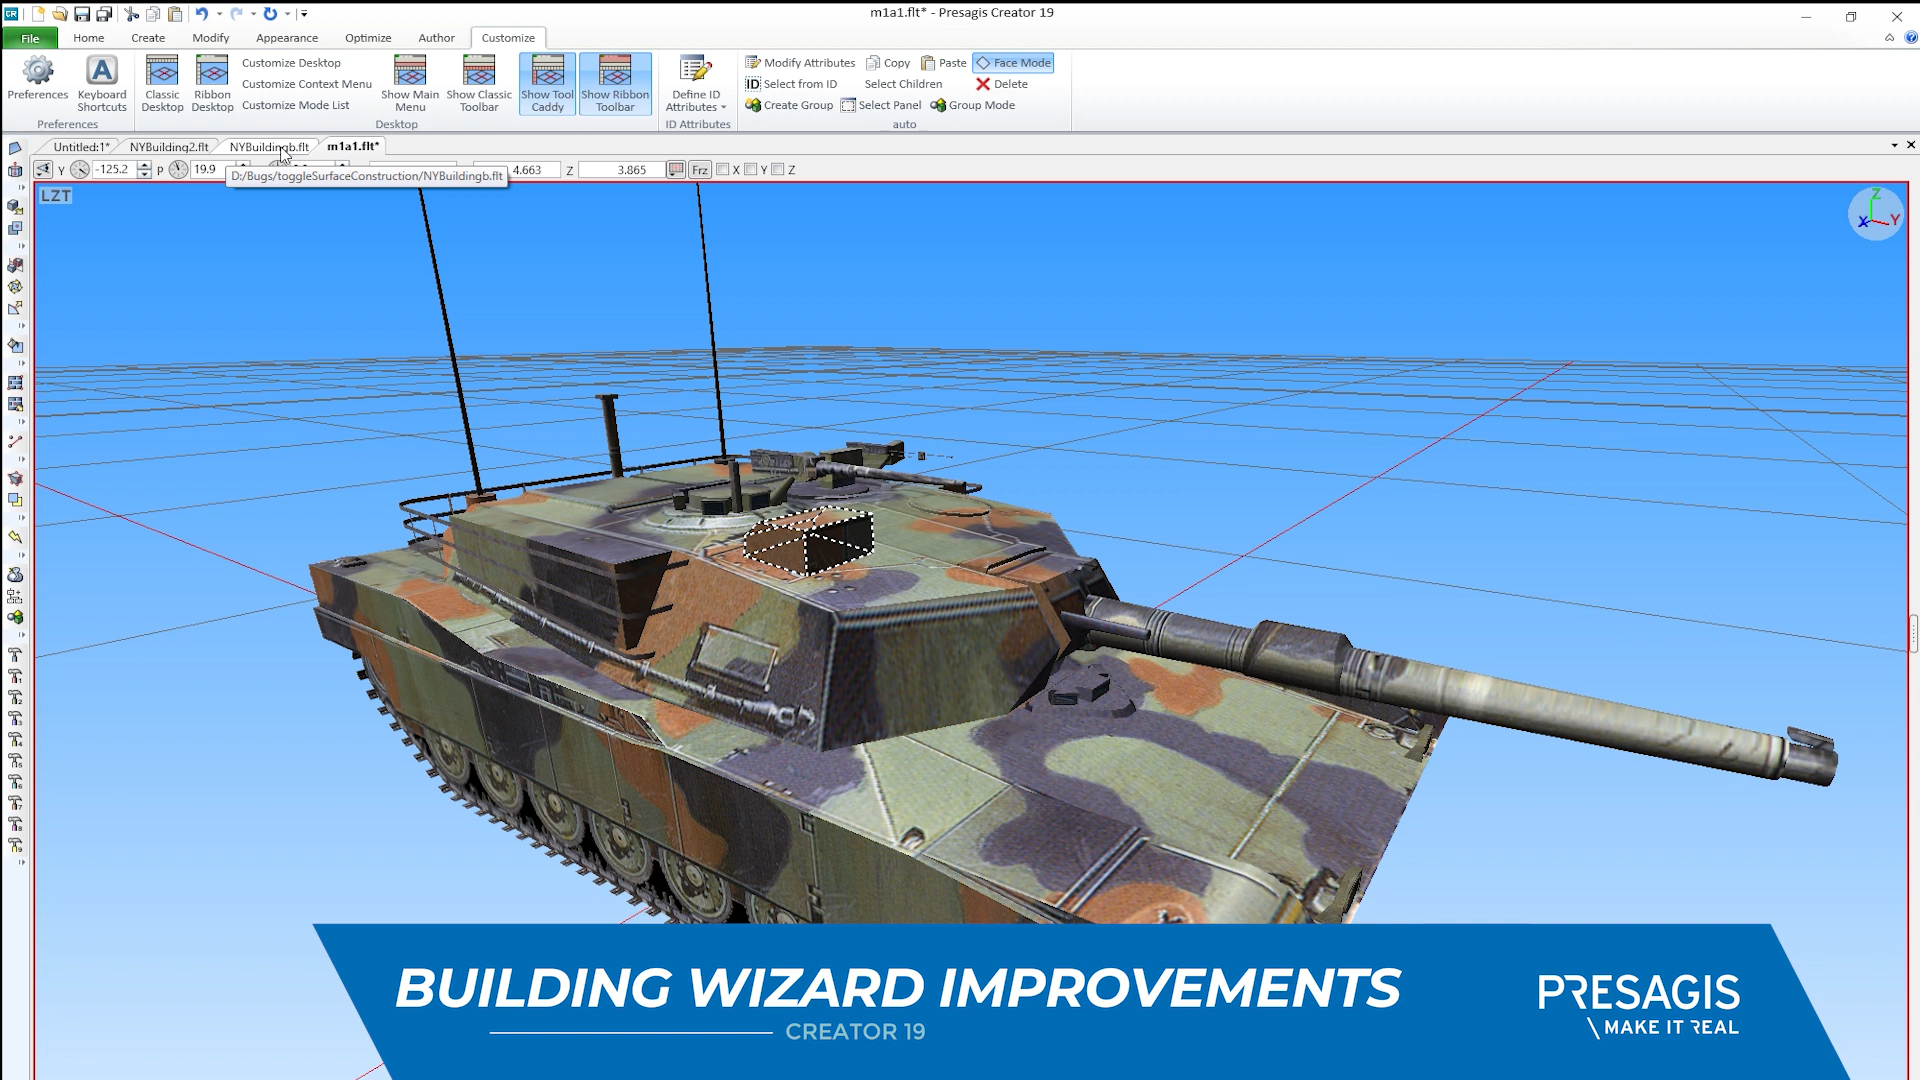 m1a1.flt* - Presagis Creator 19
File Home Create Modify Appearance Optimize Author Customize
Preferences
Keyboard Shortcuts
Preferences
Classic Desktop
Ribbon Desktop
Customize Desktop
Customize Context Menu
Customize Mode List
Show Main Menu
Show Classic Toolbar
Show Tool Caddy
Show Ribbon Toolbar
Desktop
Define ID Attributes
ID Attributes
Modify Attributes Copy Paste Face Mode
Select from ID Select Children Delete
Create Group Select Panel Group Mode
auto
Untitled:1* NYBuilding2.flt NYBuildingb.flt m1a1.flt*
Y -125.2 P 19.9 4.663 Z 3.865 Frz X Y Z
D:/Bugs/toggleSurfaceConstruction/NYBuildingb.flt
LZT
Z
X Y
BUILDING WIZARD IMPROVEMENTS
CREATOR 19
PRESAGIS
\ MAKE IT REAL